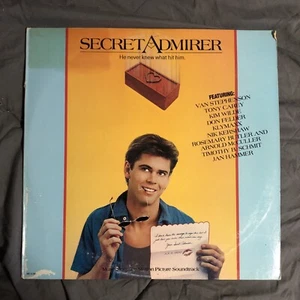 SECRET ADMIRER
He never knew what hit him.
FEATURING:
VAN STEPHENSON
TONY CAREY
KIM WILDE
DON FELDER
KLYMAXX
NIK KERSHAW
ROSEMARY BUTLER AND
ARNOLD McCULLER
TIMOTHY B. SCHMIT
JAN HAMMER
Picture Soundtrack